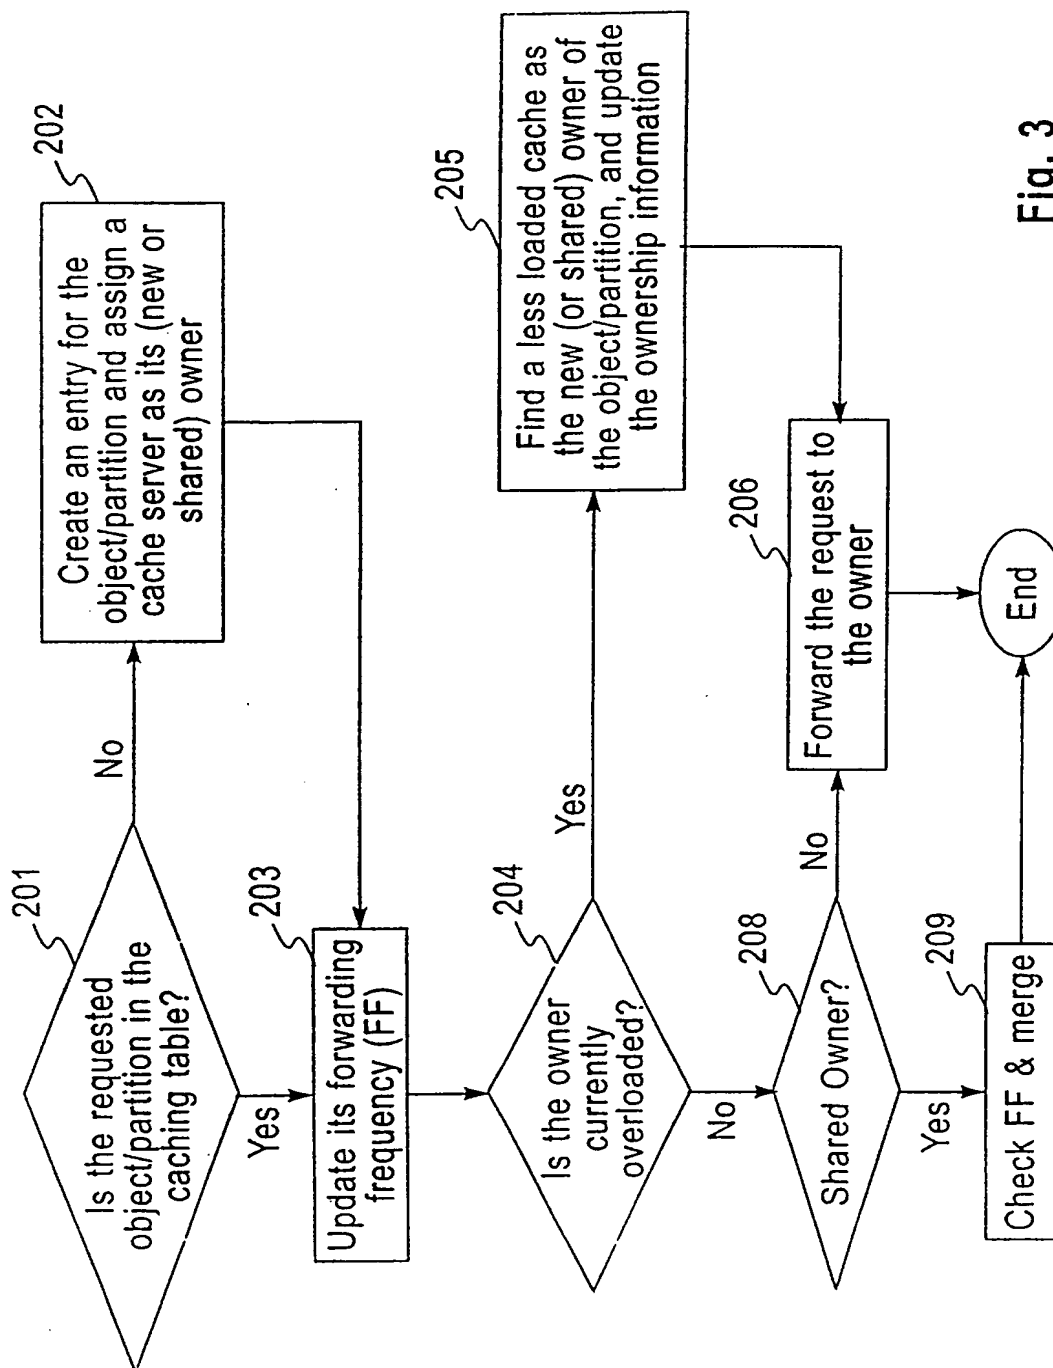 201
Is the requested
object/partition in the
caching table?
No
202
Create an entry for the
object/partition and assign a
cache server as its (new or
shared) owner
Yes
203
Update its forwarding
frequency (FF)
204
Is the owner
currently
overloaded?
Yes
205
Find a less loaded cache as
the new (or shared) owner of
the object/partition, and update
the ownership information
No
208
Shared Owner?
No
206
Forward the request to
the owner
Yes
209
Check FF & merge
End
Fig. 3